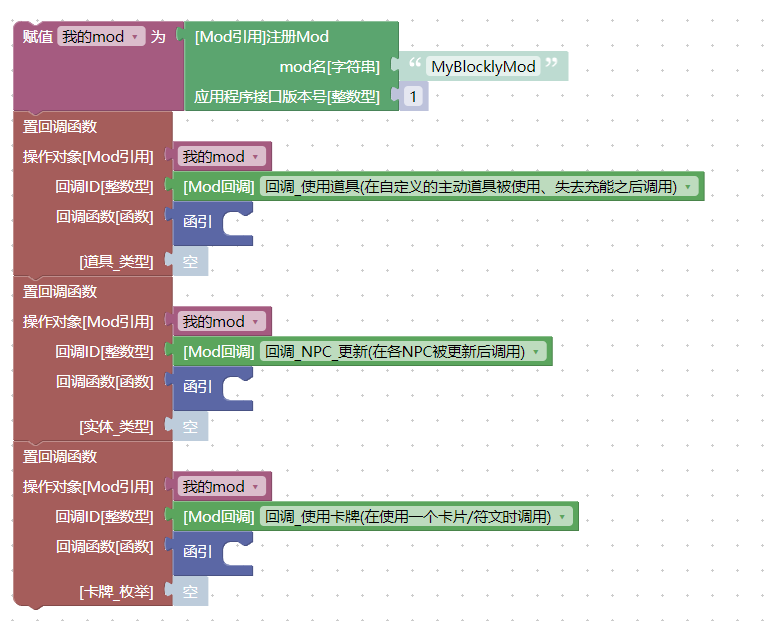 赋值 我的mod 为 [Mod引用]注册Mod
mod名[字符串] “ MyBlocklyMod ”
应用程序接口版本号[整数型] 1
置回调函数
操作对象[Mod引用] 我的mod
回调ID[整数型] [Mod回调] 回调_使用道具(在自定义的主动道具被使用、失去充能之后调用)
回调函数[函数] 函引
[道具_类型] 空
置回调函数
操作对象[Mod引用] 我的mod
回调ID[整数型] [Mod回调] 回调_NPC_更新(在各NPC被更新后调用)
回调函数[函数] 函引
[实体_类型] 空
置回调函数
操作对象[Mod引用] 我的mod
回调ID[整数型] [Mod回调] 回调_使用卡牌(在使用一个卡片/符文时调用)
回调函数[函数] 函引
[卡牌_枚举] 空